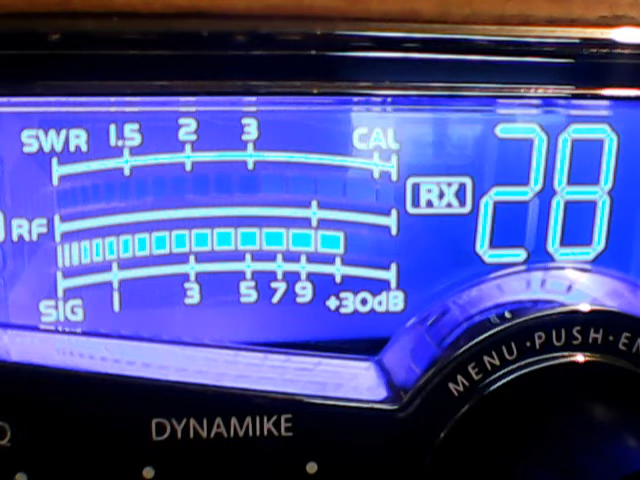 SWR 1.5 2 3 CAL
RX 28
RF
SIG 1 3 5 7 9 +30dB
MENU·PUSH·E
DYNAMIKE